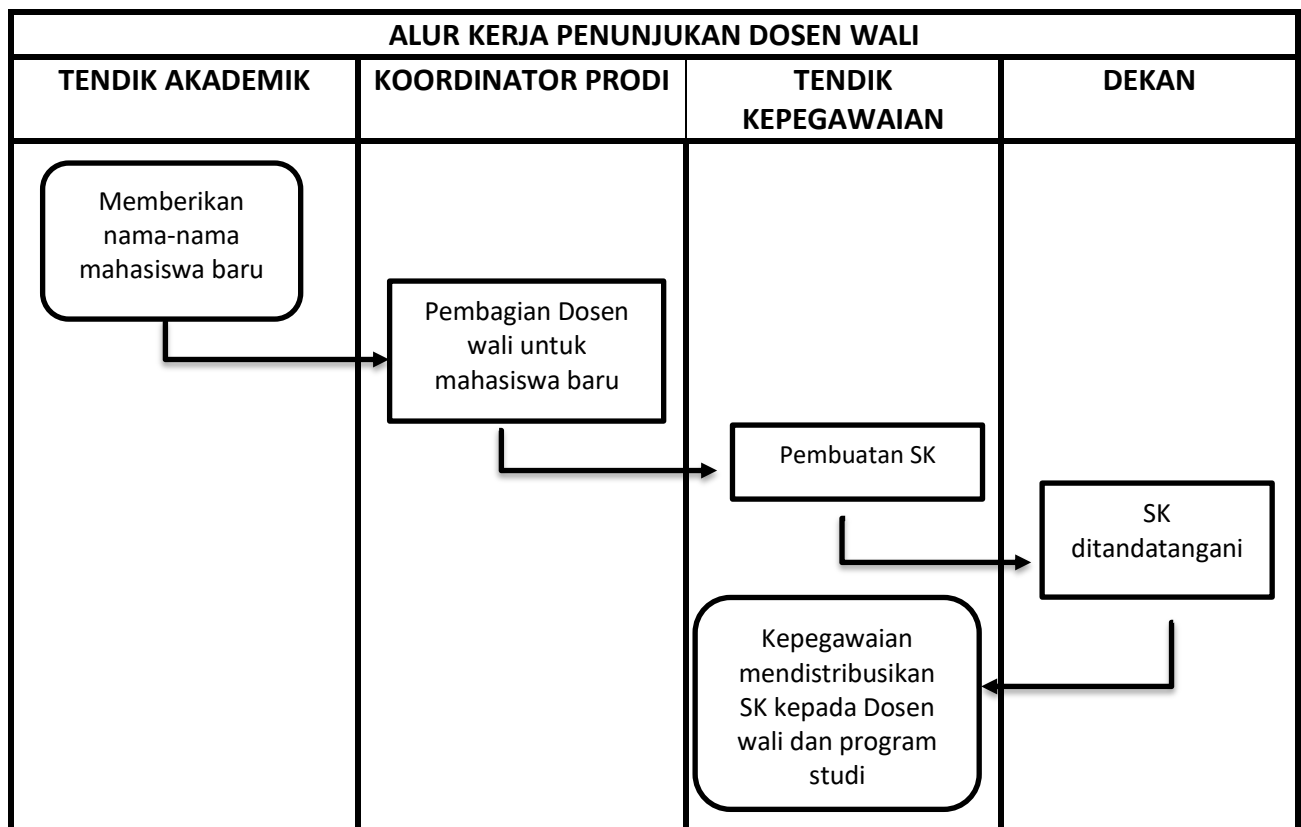 ALUR KERJA PENUNJUKAN DOSEN WALI
TENDIK AKADEMIK
KOORDINATOR PRODI
TENDIK
KEPEGAWAIAN
DEKAN
Memberikan
nama-nama
mahasiswa baru
Pembagian Dosen
wali untuk
mahasiswa baru
Pembuatan SK
SK
ditandatangani
Kepegawaian
mendistribusikan
SK kepada Dosen
wali dan program
studi